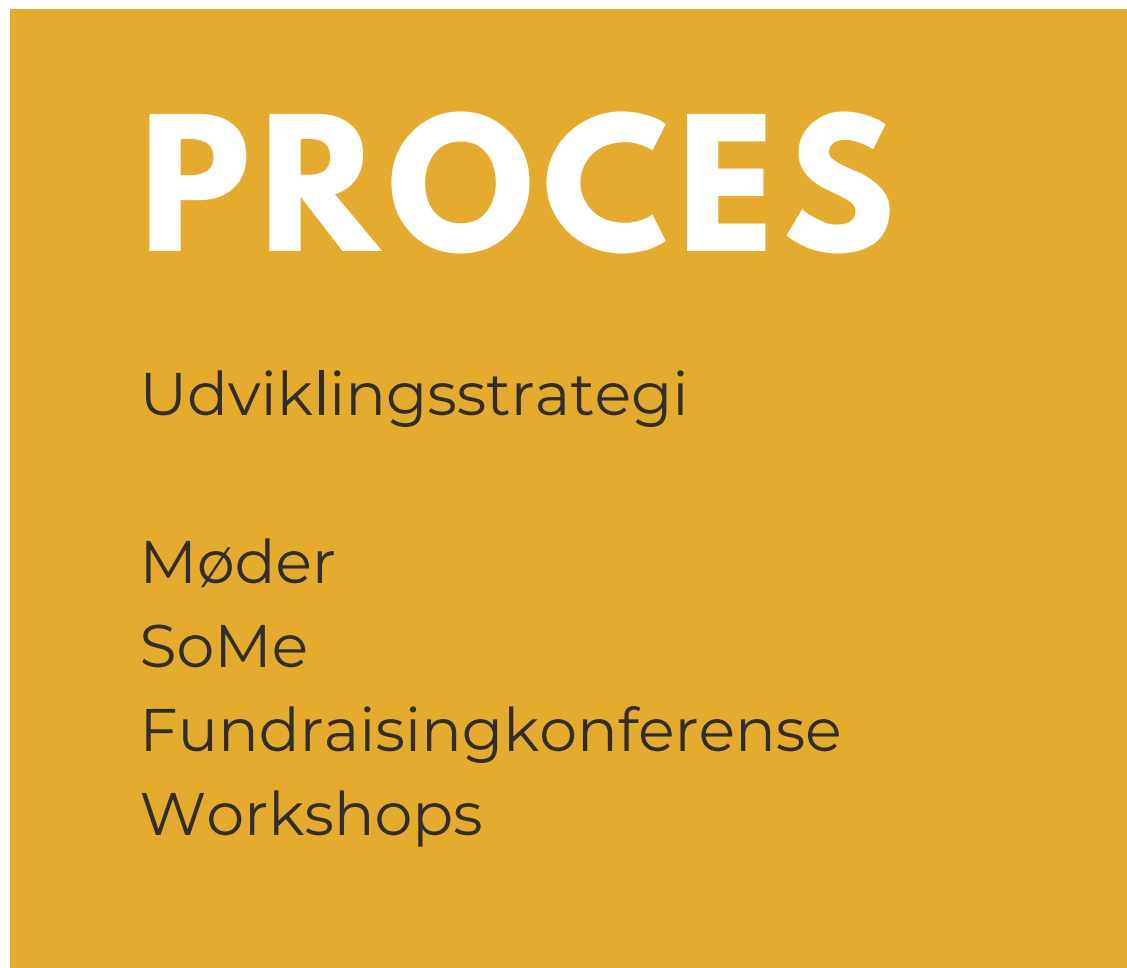 PROCES
Udviklingsstrategi
Møder
SoMe
Fundraisingkonferense
Workshops